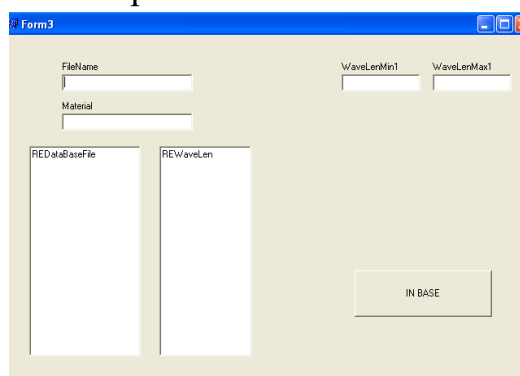 Form3
FileName
WaveLenMin1
WaveLenMax1
Material
REDataBaseFile
REWaveLen
IN BASE